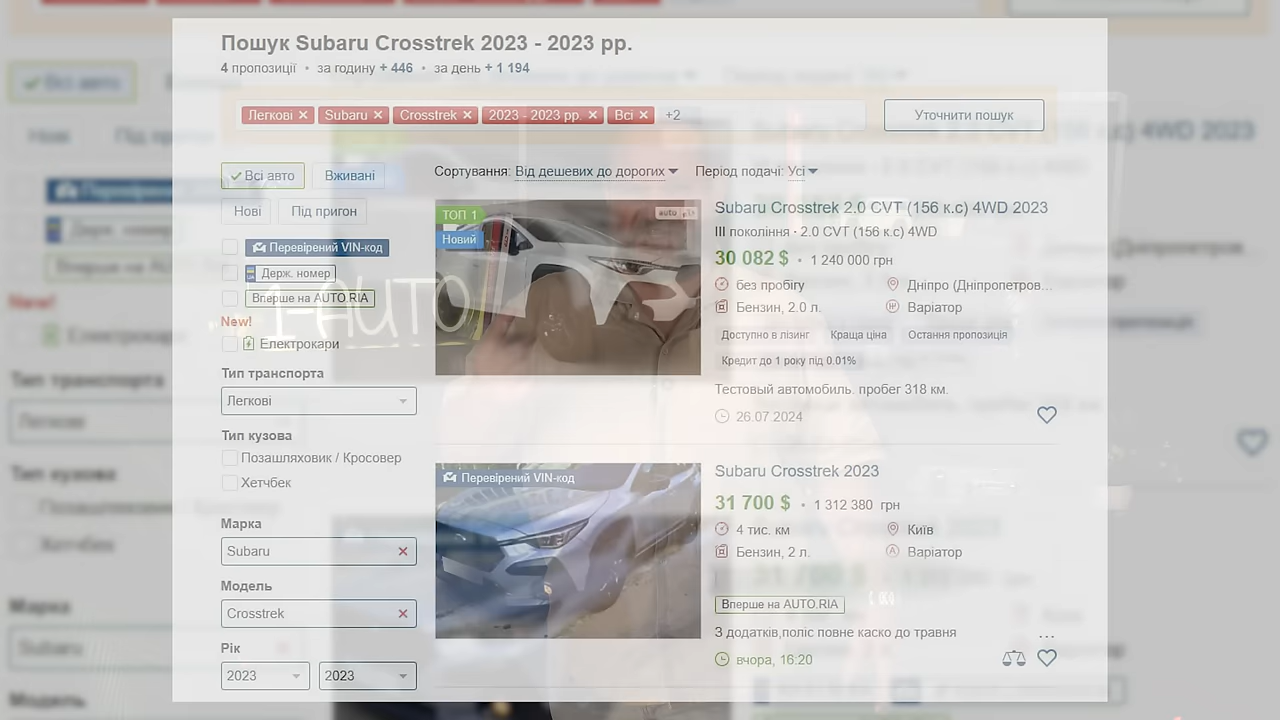 Пошук Subaru Crosstrek 2023 - 2023 рр.
4 пропозиції • за годину + 446 • за день + 1 194
Легкові ✕ Subaru ✕ Crosstrek ✕ 2023 - 2023 рр. ✕ Всі ✕ +2
Уточнити пошук
Всі авто
Вживані
Нові
Під пригон
Перевірений VIN-код
Держ. номер
Вперше на AUTO.RIA
New!
Електрокари
Тип транспорта
Легкові
Тип кузова
Позашляховик / Кросовер
Хетчбек
Марка
Subaru
Модель
Crosstrek
Рік
2023
2023
Сортування: Від дешевих до дорогих
Період подачі: Усі
ТОП 1
Новий
Subaru Crosstrek 2.0 CVT (156 к.с) 4WD 2023
III покоління · 2.0 CVT (156 к.с) 4WD
30 082 $ • 1 240 000 грн
без пробігу
Дніпро (Дніпропетров...
Бензин, 2.0 л.
Варіатор
Доступно в лізинг
Краща ціна
Остання пропозиція
Кредит до 1 року під 0.01%
Тестовый автомобиль. пробег 318 км.
26.07.2024
Перевірений VIN-код
Subaru Crosstrek 2023
31 700 $ • 1 312 380 грн
4 тис. км
Київ
Бензин, 2 л.
Варіатор
Вперше на AUTO.RIA
З додатків,поліс повне каско до травня
...
вчора, 16:20
1-AUTO